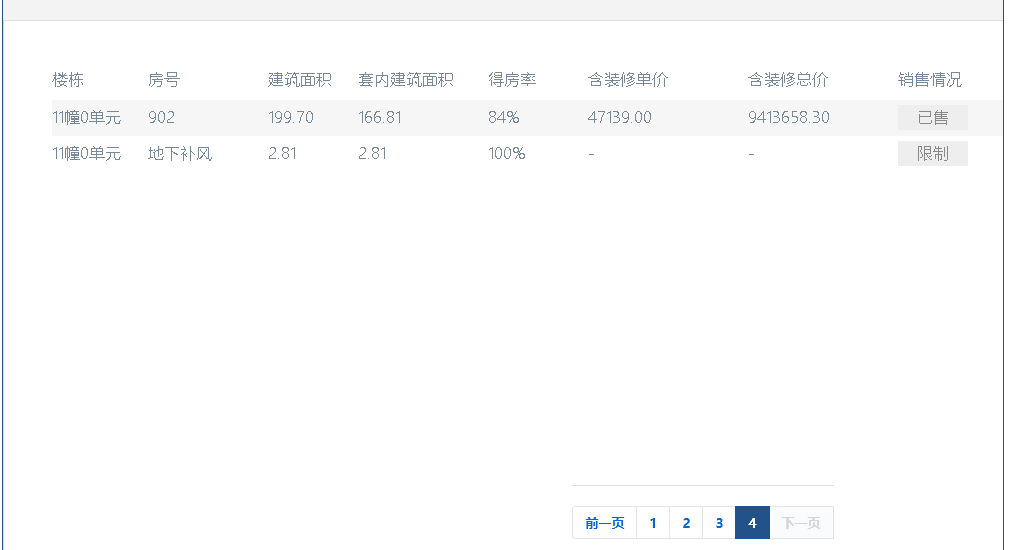 楼栋 房号 建筑面积 套内建筑面积 得房率 含装修单价 含装修总价 销售情况
11幢0单元 902 199.70 166.81 84% 47139.00 9413658.30 已售
11幢0单元 地下补风 2.81 2.81 100% - - 限制
前一页 1 2 3 4 下一页